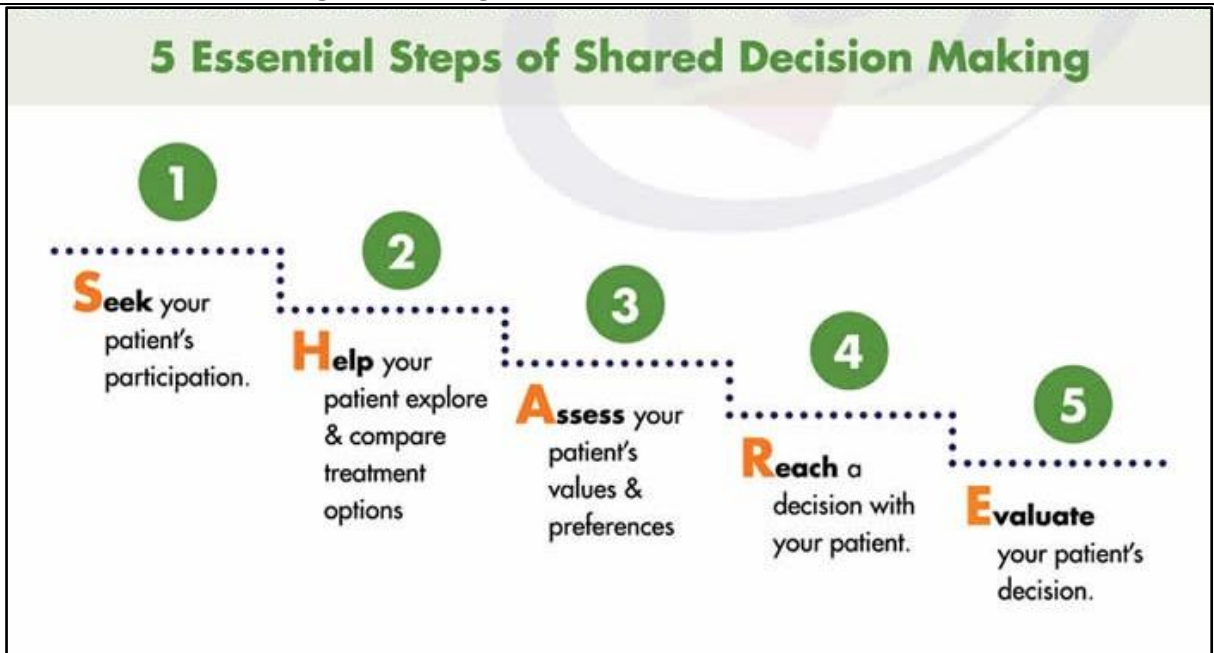 5 Essential Steps of Shared Decision Making
1
Seek your
patient's
participation.
2
Help your
patient explore
& compare
treatment
options
3
Assess your
patient's
values &
preferences
4
Reach a
decision with
your patient.
5
Evaluate
your patient's
decision.